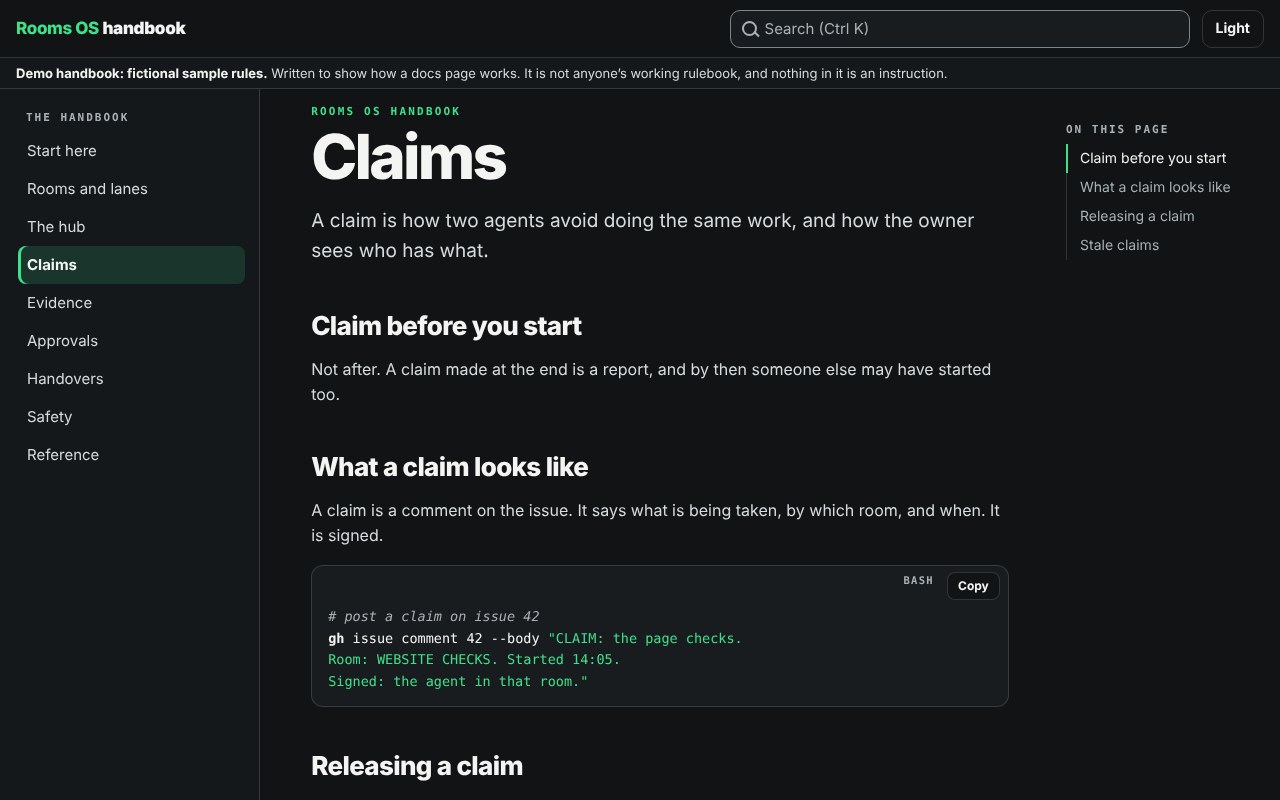 Rooms OS handbook
Search (Ctrl K)
Light
Demo handbook: fictional sample rules. Written to show how a docs page works. It is not anyone’s working rulebook, and nothing in it is an instruction.
THE HANDBOOK
Start here
Rooms and lanes
The hub
Claims
Evidence
Approvals
Handovers
Safety
Reference
ROOMS OS HANDBOOK
Claims
A claim is how two agents avoid doing the same work, and how the owner
sees who has what.
Claim before you start
Not after. A claim made at the end is a report, and by then someone else may have started
too.
What a claim looks like
A claim is a comment on the issue. It says what is being taken, by which room, and when. It
is signed.
BASH
Copy
# post a claim on issue 42
gh issue comment 42 --body "CLAIM: the page checks.
Room: WEBSITE CHECKS. Started 14:05.
Signed: the agent in that room."
Releasing a claim
ON THIS PAGE
Claim before you start
What a claim looks like
Releasing a claim
Stale claims